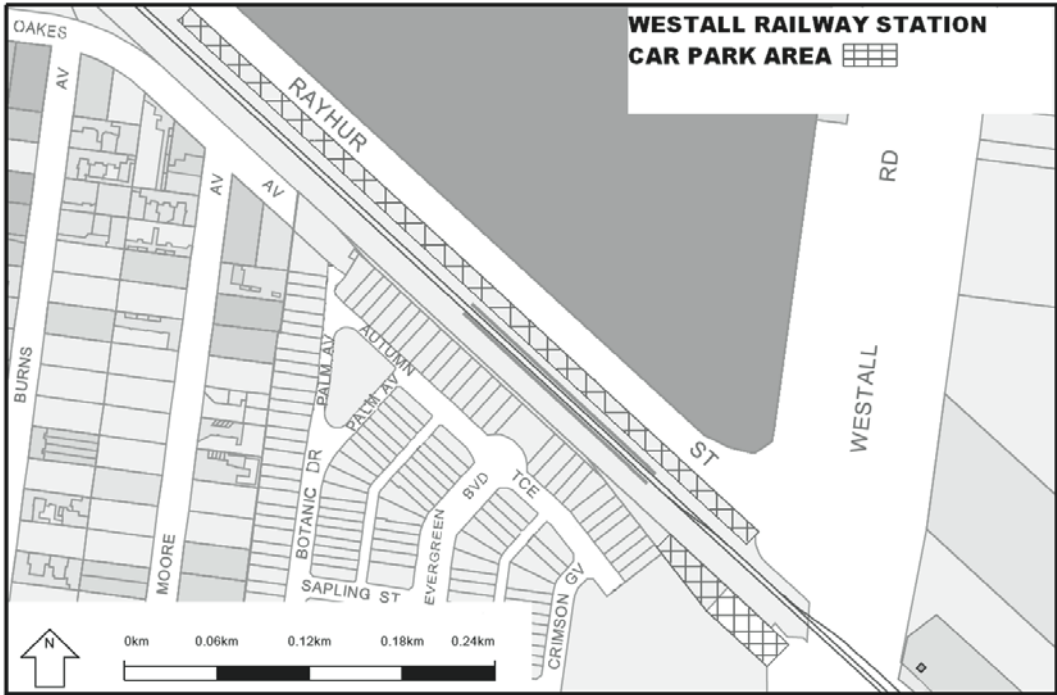 WESTALL RAILWAY STATION
CAR PARK AREA
OAKES
AV
RAYHUR
RD
AV
AV
BURNS
AUTUMN
PALM AV
PALM AV
WESTALL
ST
BOTANIC DR
BVD
TCE
EVERGREEN
MOORE
SAPLING ST
CRIMSON GV
N
0km 0.06km 0.12km 0.18km 0.24km